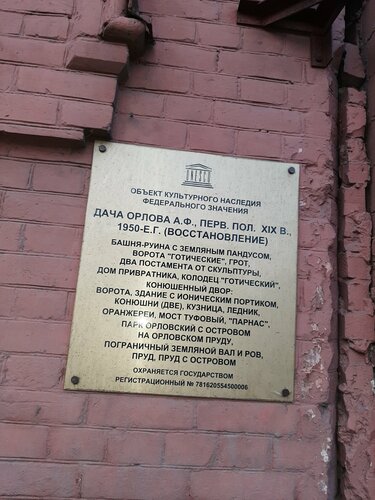 UNESCO
ОБЪЕКТ КУЛЬТУРНОГО НАСЛЕДИЯ
ФЕДЕРАЛЬНОГО ЗНАЧЕНИЯ
ДАЧА ОРЛОВА А.Ф., ПЕРВ. ПОЛ. XIX В.,
1950-Е.Г. (ВОССТАНОВЛЕНИЕ)
БАШНЯ-РУИНА С ЗЕМЛЯНЫМ ПАНДУСОМ,
ВОРОТА "ГОТИЧЕСКИЕ", ГРОТ,
ДВА ПОСТАМЕНТА ОТ СКУЛЬПТУРЫ,
ДОМ ПРИВРАТНИКА, КОЛОДЕЦ "ГОТИЧЕСКИЙ",
КОНЮШЕННЫЙ ДВОР:
ВОРОТА, ЗДАНИЕ С ИОНИЧЕСКИМ ПОРТИКОМ,
КОНЮШНИ (ДВЕ), КУЗНИЦА, ЛЕДНИК,
ОРАНЖЕРЕИ, МОСТ ТУФОВЫЙ, "ПАРНАС",
ПАРК ОРЛОВСКИЙ С ОСТРОВОМ
НА ОРЛОВСКОМ ПРУДУ,
ПОГРАНИЧНЫЙ ЗЕМЛЯНОЙ ВАЛ И РОВ,
ПРУД, ПРУД С ОСТРОВОМ
ОХРАНЯЕТСЯ ГОСУДАРСТВОМ
РЕГИСТРАЦИОННЫЙ № 781620554500006